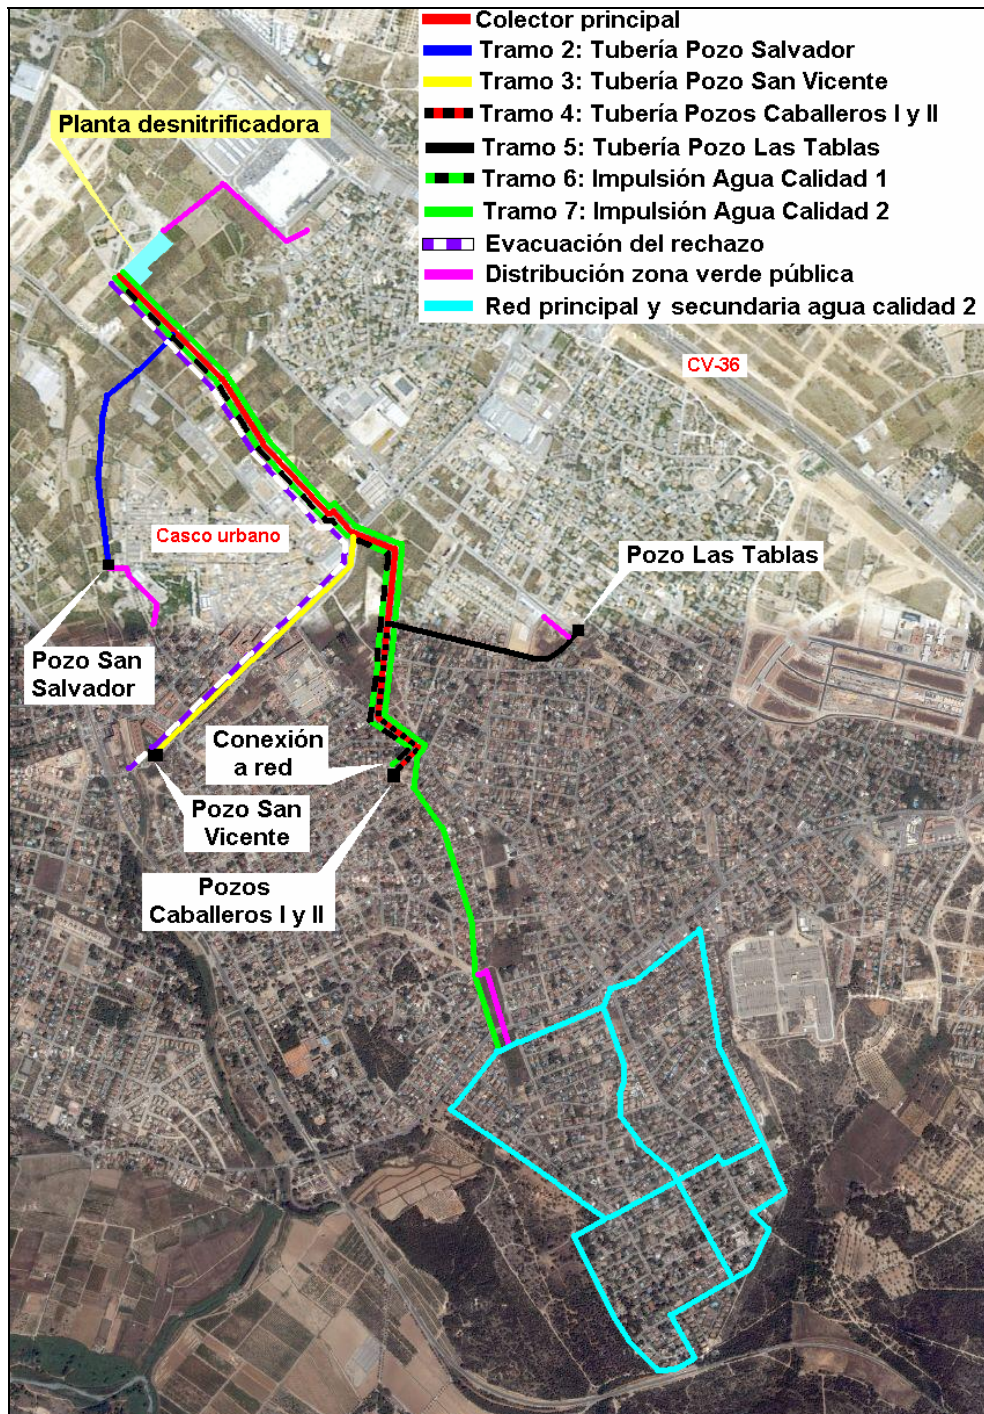 Colector principal
Tramo 2: Tubería Pozo Salvador
Tramo 3: Tubería Pozo San Vicente
Tramo 4: Tubería Pozos Caballeros I y II
Tramo 5: Tubería Pozo Las Tablas
Tramo 6: Impulsión Agua Calidad 1
Tramo 7: Impulsión Agua Calidad 2
Evacuación del rechazo
Distribución zona verde pública
Red principal y secundaria agua calidad 2
Planta desnitrificadora
CV-36
Casco urbano
Pozo Las Tablas
Pozo San
Salvador
Conexión
a red
Pozo San
Vicente
Pozos
Caballeros I y II